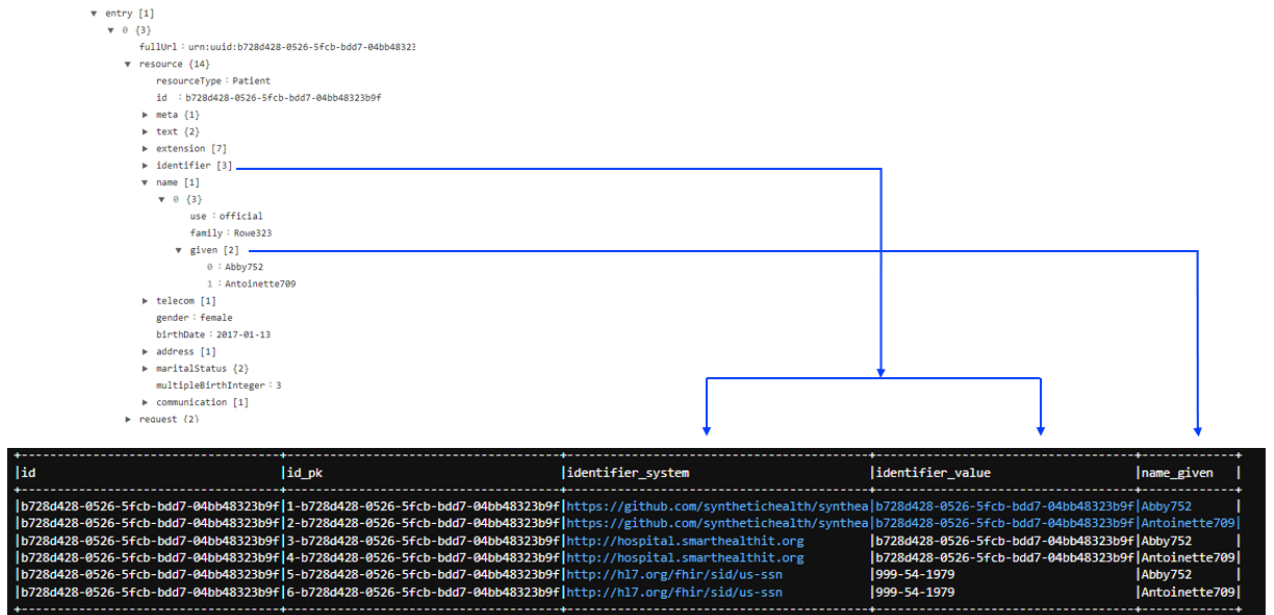 ▼ entry [1]
▼ 0 {3}
fullUrl : urn:uuid:b728d428-0526-5fcb-bdd7-04bb48323
▼ resource {14}
resourceType : Patient
id : b728d428-0526-5fcb-bdd7-04bb48323b9f
▶ meta {1}
▶ text {2}
▶ extension [7]
▶ identifier [3]
▼ name [1]
▼ 0 {3}
use : official
family : Rowe323
▼ given [2]
0 : Abby752
1 : Antoinette709
▶ telecom [1]
gender : female
birthDate : 2017-01-13
▶ address [1]
▶ maritalStatus {2}
multipleBirthInteger : 3
▶ communication [1]
▶ request {2}
|id |id_pk |identifier_system |identifier_value |name_given |
|b728d428-0526-5fcb-bdd7-04bb48323b9f|1-b728d428-0526-5fcb-bdd7-04bb48323b9f|https://github.com/synthetichealth/synthea|b728d428-0526-5fcb-bdd7-04bb48323b9f|Abby752 |
|b728d428-0526-5fcb-bdd7-04bb48323b9f|2-b728d428-0526-5fcb-bdd7-04bb48323b9f|https://github.com/synthetichealth/synthea|b728d428-0526-5fcb-bdd7-04bb48323b9f|Antoinette709|
|b728d428-0526-5fcb-bdd7-04bb48323b9f|3-b728d428-0526-5fcb-bdd7-04bb48323b9f|http://hospital.smarthealthit.org |b728d428-0526-5fcb-bdd7-04bb48323b9f|Abby752 |
|b728d428-0526-5fcb-bdd7-04bb48323b9f|4-b728d428-0526-5fcb-bdd7-04bb48323b9f|http://hospital.smarthealthit.org |b728d428-0526-5fcb-bdd7-04bb48323b9f|Antoinette709|
|b728d428-0526-5fcb-bdd7-04bb48323b9f|5-b728d428-0526-5fcb-bdd7-04bb48323b9f|http://hl7.org/fhir/sid/us-ssn |999-54-1979 |Abby752 |
|b728d428-0526-5fcb-bdd7-04bb48323b9f|6-b728d428-0526-5fcb-bdd7-04bb48323b9f|http://hl7.org/fhir/sid/us-ssn |999-54-1979 |Antoinette709|